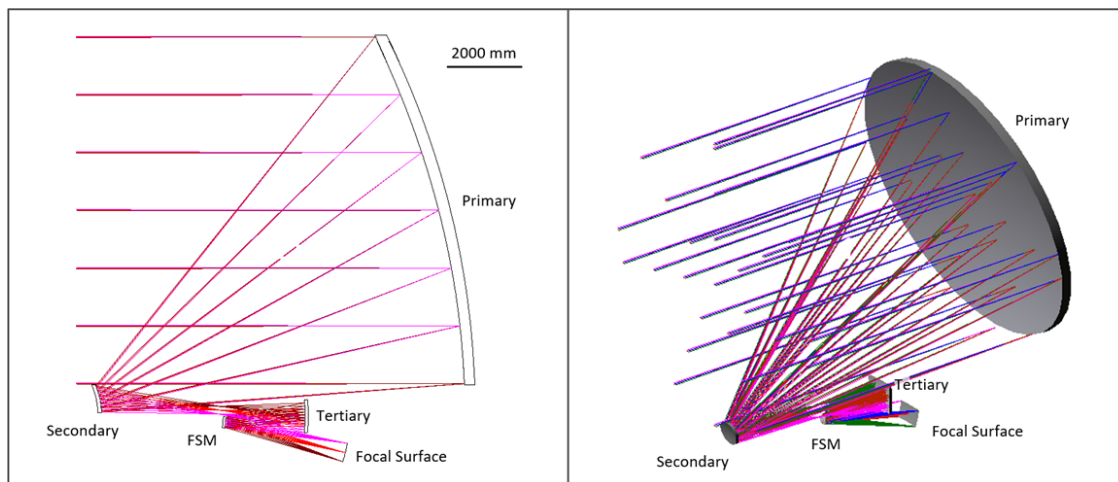 2000 mm
Primary
Tertiary
Secondary
FSM
Focal Surface
Primary
Tertiary
Focal Surface
FSM
Secondary